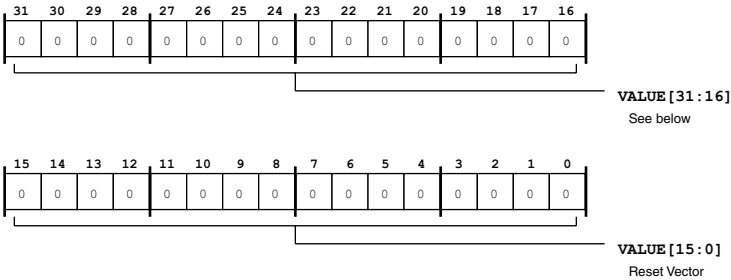 31 30 29 28 27 26 25 24 23 22 21 20 19 18 17 16
0 0 0 0 0 0 0 0 0 0 0 0 0 0 0 0
VALUE[31:16]
See below
15 14 13 12 11 10 9 8 7 6 5 4 3 2 1 0
0 0 0 0 0 0 0 0 0 0 0 0 0 0 0 0
VALUE[15:0]
Reset Vector